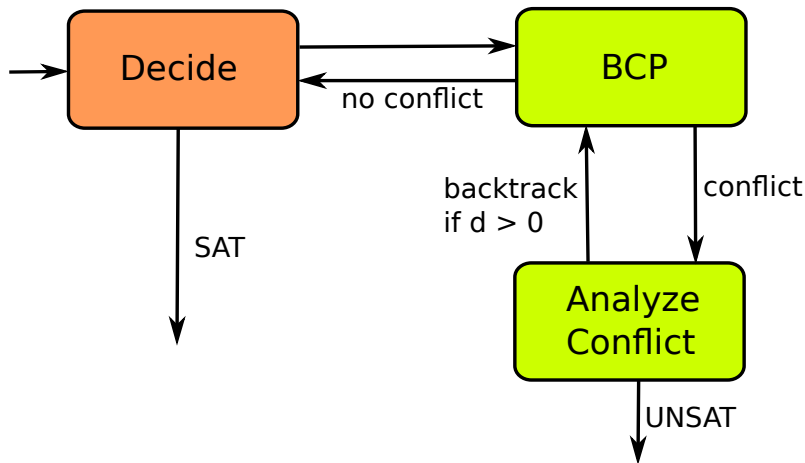 Decide
BCP
no conflict
backtrack
if d > 0
conflict
SAT
Analyze
Conflict
UNSAT